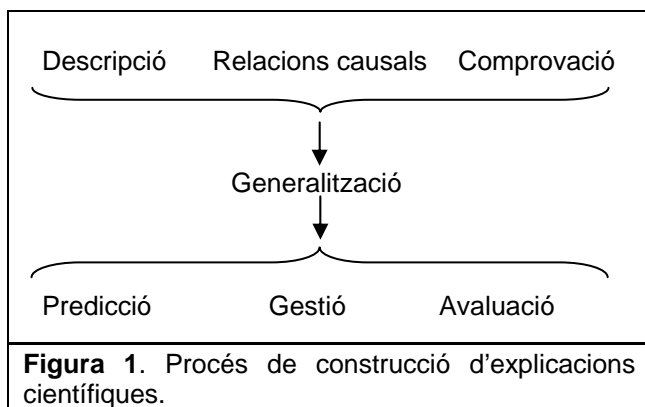 Descripció Relacions causals Comprovació
Generalització
Predicció Gestió Avaluació
Figura 1. Procés de construcció d'explicacions
científiques.